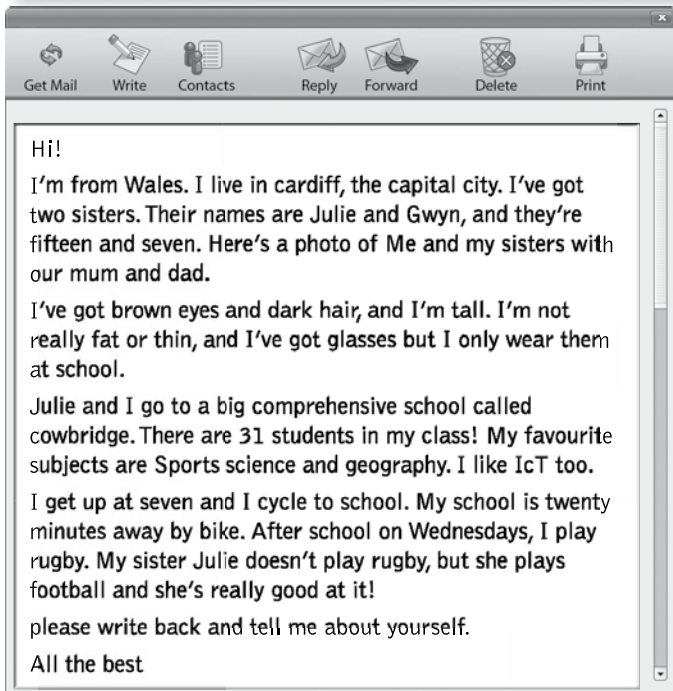 Get Mail Write Contacts Reply Forward Delete Print
Hi!
I'm from Wales. I live in cardiff, the capital city. I've got
two sisters. Their names are Julie and Gwyn, and they're
fifteen and seven. Here's a photo of Me and my sisters with
our mum and dad.
I've got brown eyes and dark hair, and I'm tall. I'm not
really fat or thin, and I've got glasses but I only wear them
at school.
Julie and I go to a big comprehensive school called
cowbridge. There are 31 students in my class! My favourite
subjects are Sports science and geography. I like IcT too.
I get up at seven and I cycle to school. My school is twenty
minutes away by bike. After school on Wednesdays, I play
rugby. My sister Julie doesn't play rugby, but she plays
football and she's really good at it!
please write back and tell me about yourself.
All the best